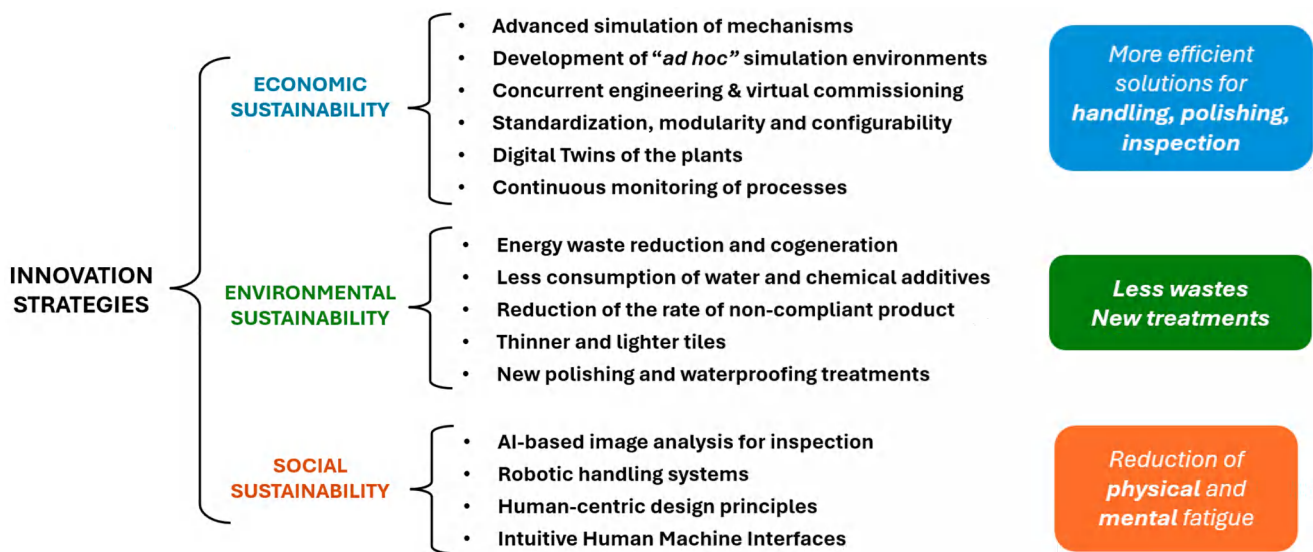 INNOVATION
STRATEGIES
ECONOMIC
SUSTAINABILITY
• Advanced simulation of mechanisms
• Development of “ad hoc” simulation environments
• Concurrent engineering & virtual commissioning
• Standardization, modularity and configurability
• Digital Twins of the plants
• Continuous monitoring of processes
More efficient
solutions for
handling, polishing,
inspection
ENVIRONMENTAL
SUSTAINABILITY
• Energy waste reduction and cogeneration
• Less consumption of water and chemical additives
• Reduction of the rate of non-compliant product
• Thinner and lighter tiles
• New polishing and waterproofing treatments
Less wastes
New treatments
SOCIAL
SUSTAINABILITY
• AI-based image analysis for inspection
• Robotic handling systems
• Human-centric design principles
• Intuitive Human Machine Interfaces
Reduction of
physical and
mental fatigue